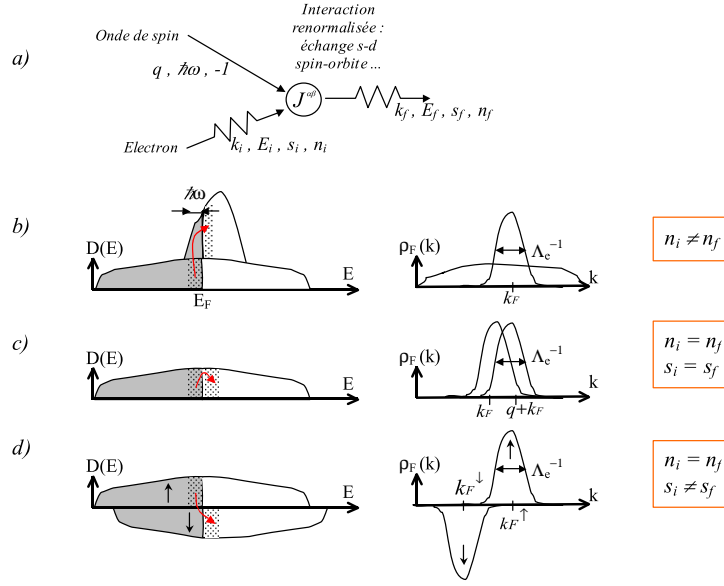 a)
Onde de spin
q , ℏω, -1
Interaction
renormalisée :
échange s-d
spin-orbite ...
J^αβ
Electron
k_i , E_i , s_i , n_i
k_f , E_f , s_f , n_f
b)
ℏω
D(E)
E
E_F
ρ_F(k)
Λ_e⁻¹
k
k_F
n_i ≠ n_f
c)
D(E)
E
ρ_F(k)
Λ_e⁻¹
k
k_F
q+k_F
n_i = n_f
s_i = s_f
d)
D(E)
E
ρ_F(k)
Λ_e⁻¹
k
k_F↓
k_F↑
n_i = n_f
s_i ≠ s_f